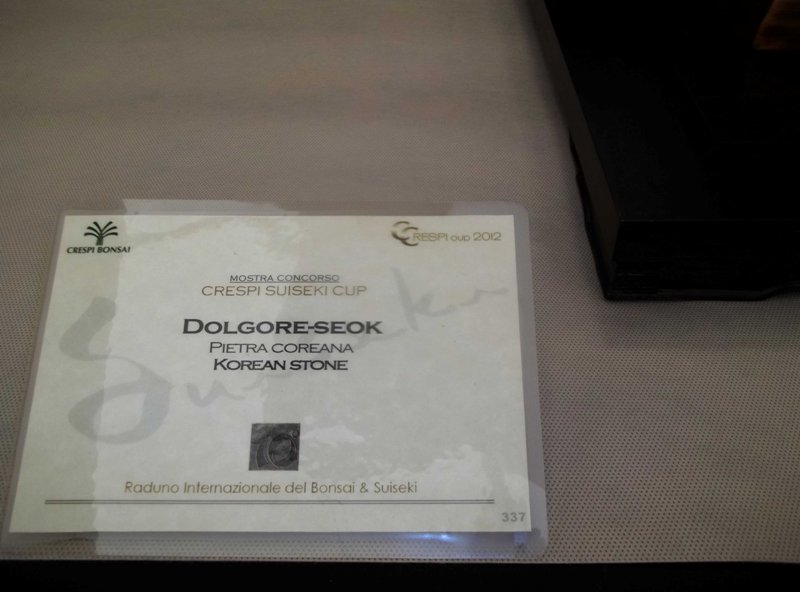 CRESPI BONSAI
CRESPI cup 2012
MOSTRA CONCORSO
CRESPI SUISEKI CUP
DOLGORE-SEOK
PIETRA COREANA
KOREAN STONE
Suiseki
Raduno Internazionale del Bonsai & Suiseki
337